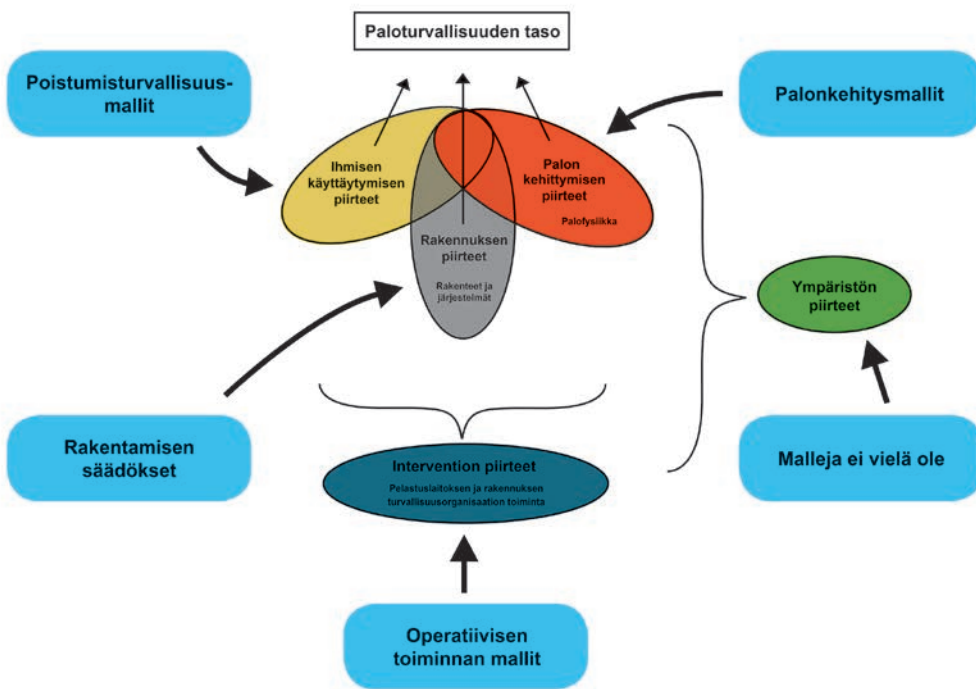 Paloturvallisuuden taso
Poistumisturvallisuus-
mallit
Palonkehitysmallit
Ihmisen
käyttäytymisen
piirteet
Palon
kehittymisen
piirteet
Palofysiikka
Rakennuksen
piirteet
Rakenteet ja
järjestelmät
Ympäristön
piirteet
Rakentamisen
säädökset
Intervention piirteet
Pelastuslaitoksen ja rakennuksen
turvallisuusorganisaation toiminta
Malleja ei vielä ole
Operatiivisen
toiminnan mallit